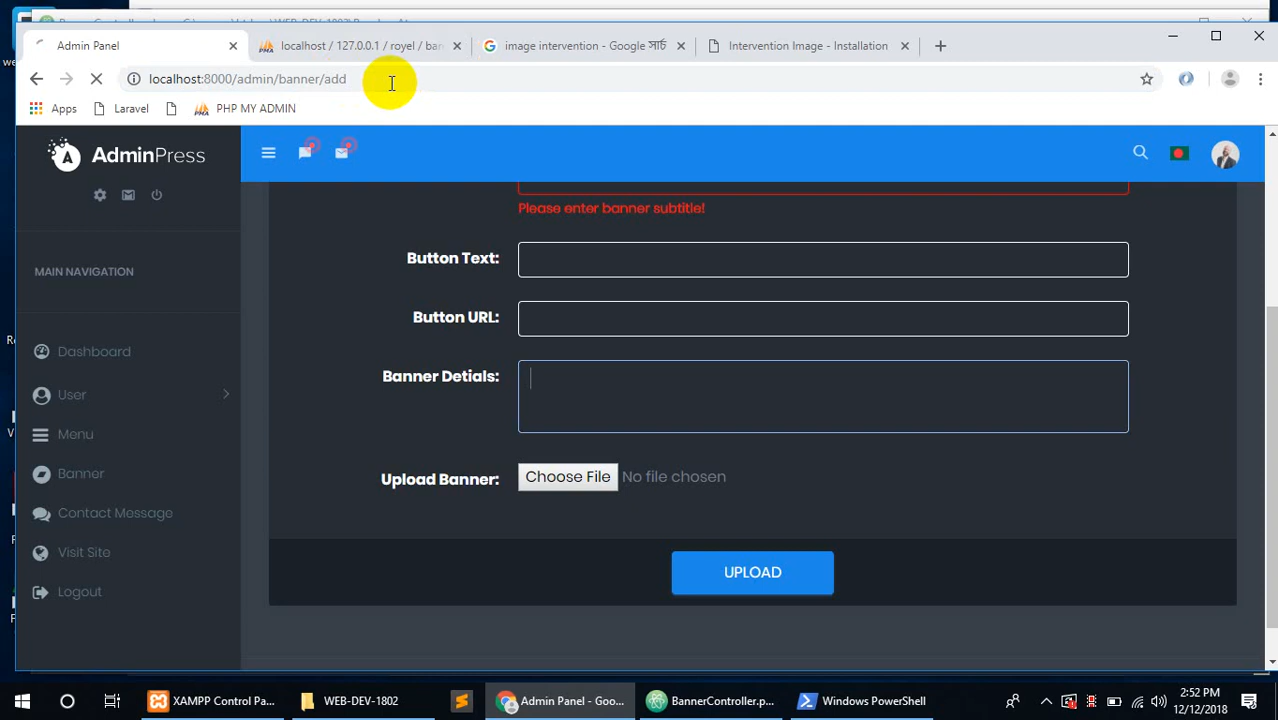 Admin Panel
localhost / 127.0.0.1 / royel / ban
image intervention - Google সার্চ
Intervention Image - Installation
localhost:8000/admin/banner/add
Apps
Laravel
PHP MY ADMIN
AdminPress
Please enter banner subtitle!
MAIN NAVIGATION
Button Text:
Button URL:
Dashboard
Banner Detials:
User
Menu
Banner
Upload Banner:
Choose File No file chosen
Contact Message
Visit Site
UPLOAD
Logout
XAMPP Control Pa...
WEB-DEV-1802
Admin Panel - Goo...
BannerController.p...
Windows PowerShell
2:52 PM
12/12/2018